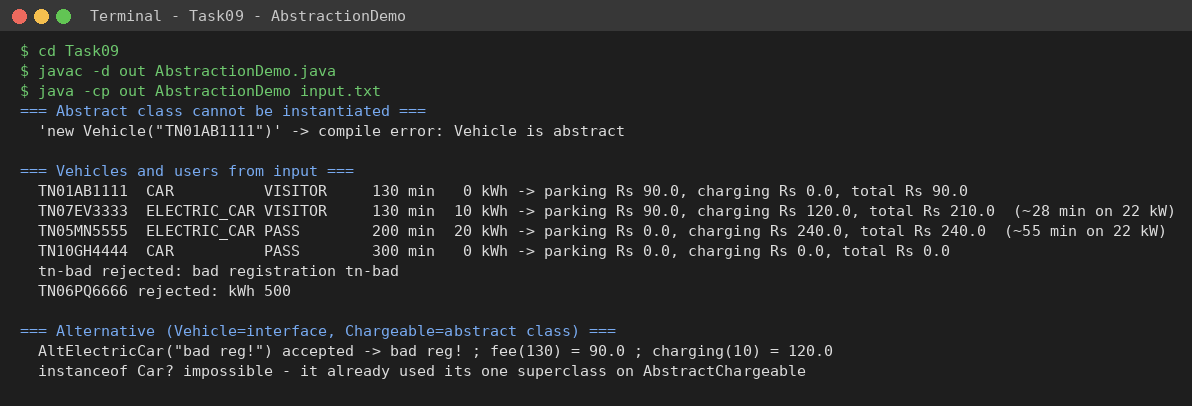 Terminal - Task09 - AbstractionDemo
$ cd Task09
$ javac -d out AbstractionDemo.java
$ java -cp out AbstractionDemo input.txt
=== Abstract class cannot be instantiated ===
  'new Vehicle("TN01AB1111")' -> compile error: Vehicle is abstract

=== Vehicles and users from input ===
  TN01AB1111  CAR          VISITOR     130 min   0 kWh -> parking Rs 90.0, charging Rs 0.0, total Rs 90.0
  TN07EV3333  ELECTRIC_CAR VISITOR     130 min  10 kWh -> parking Rs 90.0, charging Rs 120.0, total Rs 210.0  (~28 min on 22 kW)
  TN05MN5555  ELECTRIC_CAR PASS        200 min  20 kWh -> parking Rs 0.0, charging Rs 240.0, total Rs 240.0  (~55 min on 22 kW)
  TN10GH4444  CAR          PASS        300 min   0 kWh -> parking Rs 0.0, charging Rs 0.0, total Rs 0.0
  tn-bad rejected: bad registration tn-bad
  TN06PQ6666 rejected: kWh 500

=== Alternative (Vehicle=interface, Chargeable=abstract class) ===
  AltElectricCar("bad reg!") accepted -> bad reg! ; fee(130) = 90.0 ; charging(10) = 120.0
  instanceof Car? impossible - it already used its one superclass on AbstractChargeable